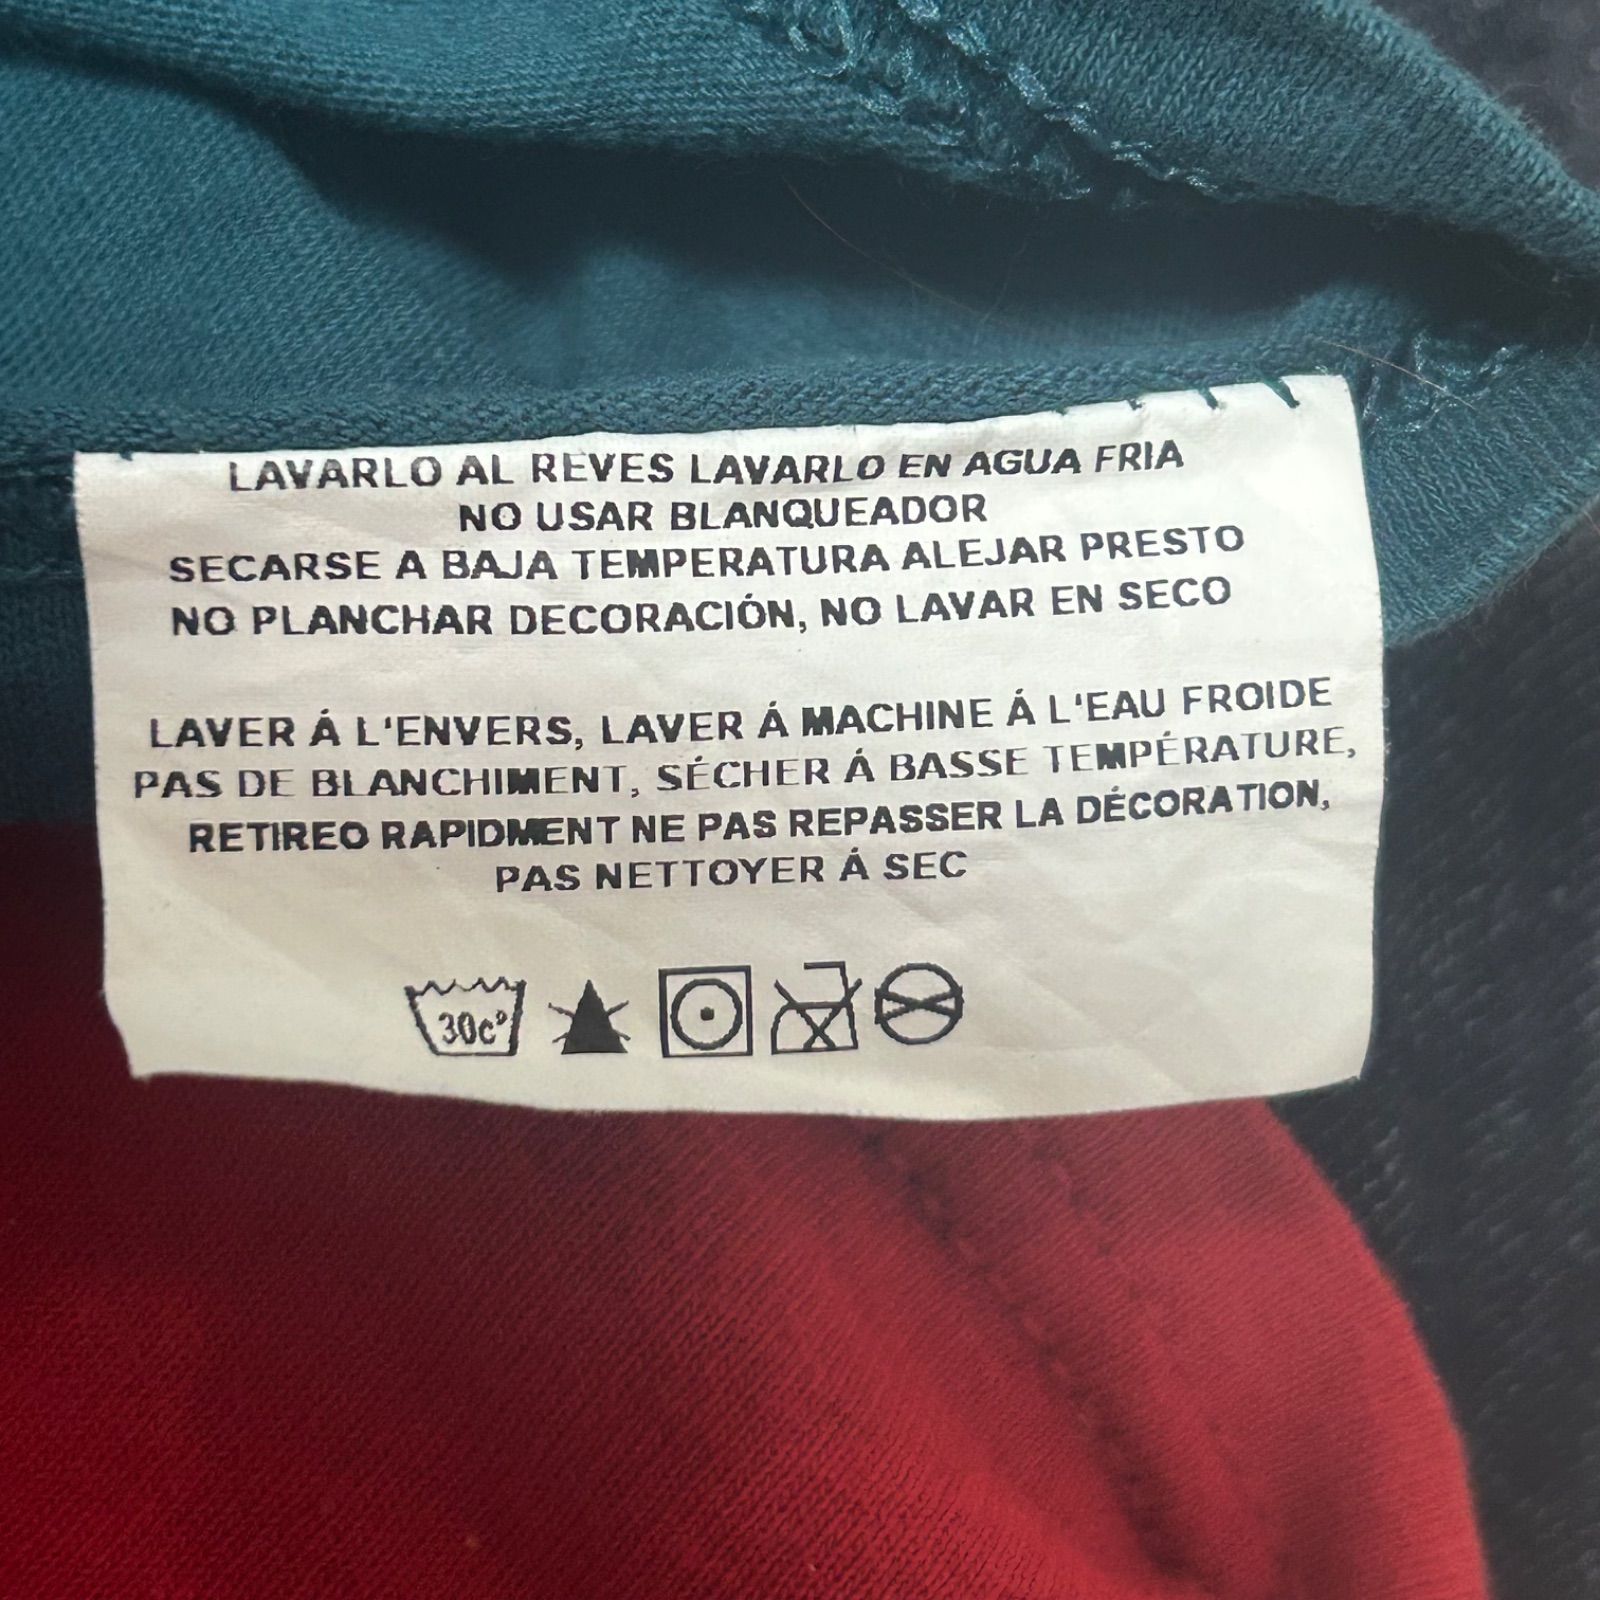 LAVARLO AL REVES LAVARLO EN AGUA FRIA
NO USAR BLANQUEADOR
SECARSE A BAJA TEMPERATURA ALEJAR PRESTO
NO PLANCHAR DECORACIÓN, NO LAVAR EN SECO
LAVER Á L'ENVERS, LAVER Á MACHINE Á L'EAU FROIDE
PAS DE BLANCHIMENT, SÉCHER Á BASSE TEMPÉRATURE,
RETIREO RAPIDMENT NE PAS REPASSER LA DÉCORATION,
PAS NETTOYER Á SEC
30c°